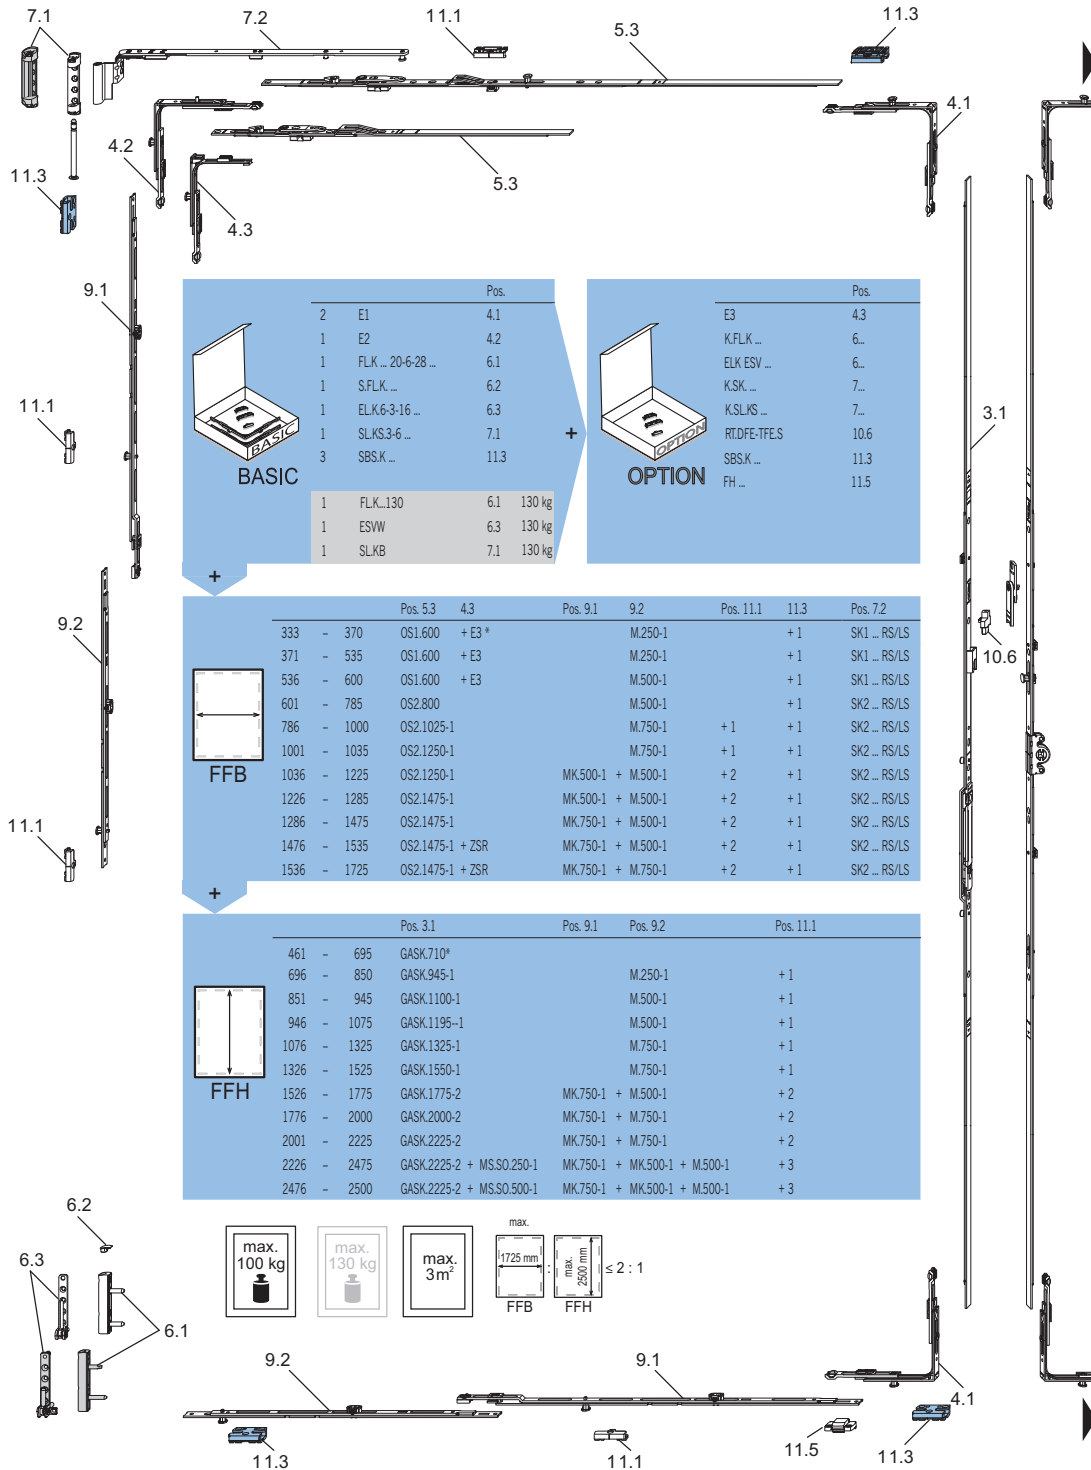 7.1
7.2
11.1
5.3
11.3
4.1
4.2
5.3
11.3
4.3
9.1
11.1
3.1
9.2
10.6
11.1
Pos.
2 E1 4.1
1 E2 4.2
1 FL.K ... 20-6-28 ... 6.1
1 S.FL.K. ... 6.2
1 EL.K.6-3-16 ... 6.3
1 SL.KS.3-6 ... 7.1
3 SBS.K ... 11.3
BASIC
BASIC
1 FL.K...130 6.1 130 kg
1 ESVW 6.3 130 kg
1 SL.KB 7.1 130 kg
+
Pos.
E3 4.3
K.FL.K ... 6...
ELK ESV ... 6...
K.SK. ... 7...
K.SL.KS ... 7...
RT.DFE-TFE.S 10.6
SBS.K ... 11.3
FH ... 11.5
OPTION
OPTION
+
Pos. 5.3 4.3 Pos. 9.1 9.2 Pos. 11.1 11.3 Pos. 7.2
333 – 370 OS1.600 + E3 * M.250-1 + 1 SK1 ... RS/LS
371 – 535 OS1.600 + E3 M.250-1 + 1 SK1 ... RS/LS
536 – 600 OS1.600 + E3 M.500-1 + 1 SK1 ... RS/LS
601 – 785 OS2.800 M.500-1 + 1 SK2 ... RS/LS
786 – 1000 OS2.1025-1 M.750-1 + 1 + 1 SK2 ... RS/LS
1001 – 1035 OS2.1250-1 M.750-1 + 1 + 1 SK2 ... RS/LS
1036 – 1225 OS2.1250-1 MK.500-1 + M.500-1 + 2 + 1 SK2 ... RS/LS
1226 – 1285 OS2.1475-1 MK.500-1 + M.500-1 + 2 + 1 SK2 ... RS/LS
1286 – 1475 OS2.1475-1 MK.750-1 + M.500-1 + 2 + 1 SK2 ... RS/LS
1476 – 1535 OS2.1475-1 + ZSR MK.750-1 + M.500-1 + 2 + 1 SK2 ... RS/LS
1536 – 1725 OS2.1475-1 + ZSR MK.750-1 + M.750-1 + 2 + 1 SK2 ... RS/LS
FFB
+
Pos. 3.1 Pos. 9.1 Pos. 9.2 Pos. 11.1
461 – 695 GASK.710*
696 – 850 GASK.945-1 M.250-1 + 1
851 – 945 GASK.1100-1 M.500-1 + 1
946 – 1075 GASK.1195--1 M.500-1 + 1
1076 – 1325 GASK.1325-1 M.750-1 + 1
1326 – 1525 GASK.1550-1 M.750-1 + 1
1526 – 1775 GASK.1775-2 MK.750-1 + M.500-1 + 2
1776 – 2000 GASK.2000-2 MK.750-1 + M.750-1 + 2
2001 – 2225 GASK.2225-2 MK.750-1 + M.750-1 + 2
2226 – 2475 GASK.2225-2 + MS.SO.250-1 MK.750-1 + MK.500-1 + M.500-1 + 3
2476 – 2500 GASK.2225-2 + MS.SO.500-1 MK.750-1 + MK.500-1 + M.500-1 + 3
FFH
max.
100 kg
max.
130 kg
max.
3m²
max.
1725 mm
FFB
:
max.
2500 mm
FFH
≤ 2 : 1
6.2
6.3
6.1
9.2
9.1
4.1
11.3
11.1
11.5
11.3